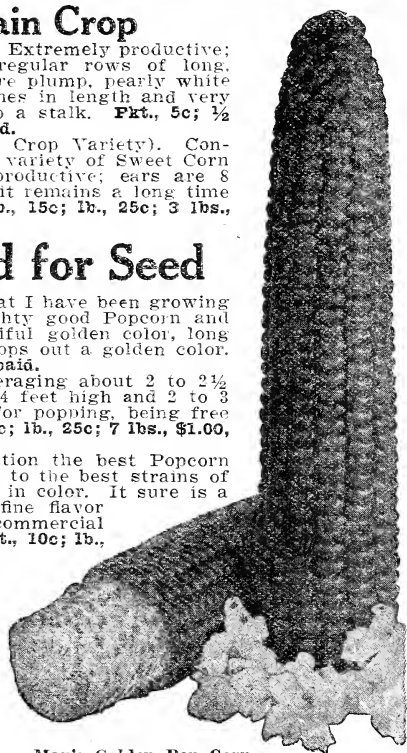 ain Crop
Extremely productive;
regular rows of long,
re plump, pearly white
hes in length and very
o a stalk. Pkt., 5c; ½
d.
Crop Variety). Con-
variety of Sweet Corn
productive; ears are 8
it remains a long time
b., 15c; lb., 25c; 3 lbs.,
d for Seed
at I have been growing
ghty good Popcorn and
iful golden color, long
ops out a golden color.
paid.
eraging about 2 to 2½
4 feet high and 2 to 3
for popping, being free
c; lb., 25c; 7 lbs., $1.00,
tion the best Popcorn
to the best strains of
in color. It sure is a
fine flavor
commercial
t., 10c; lb.,
Golden Pop Corn